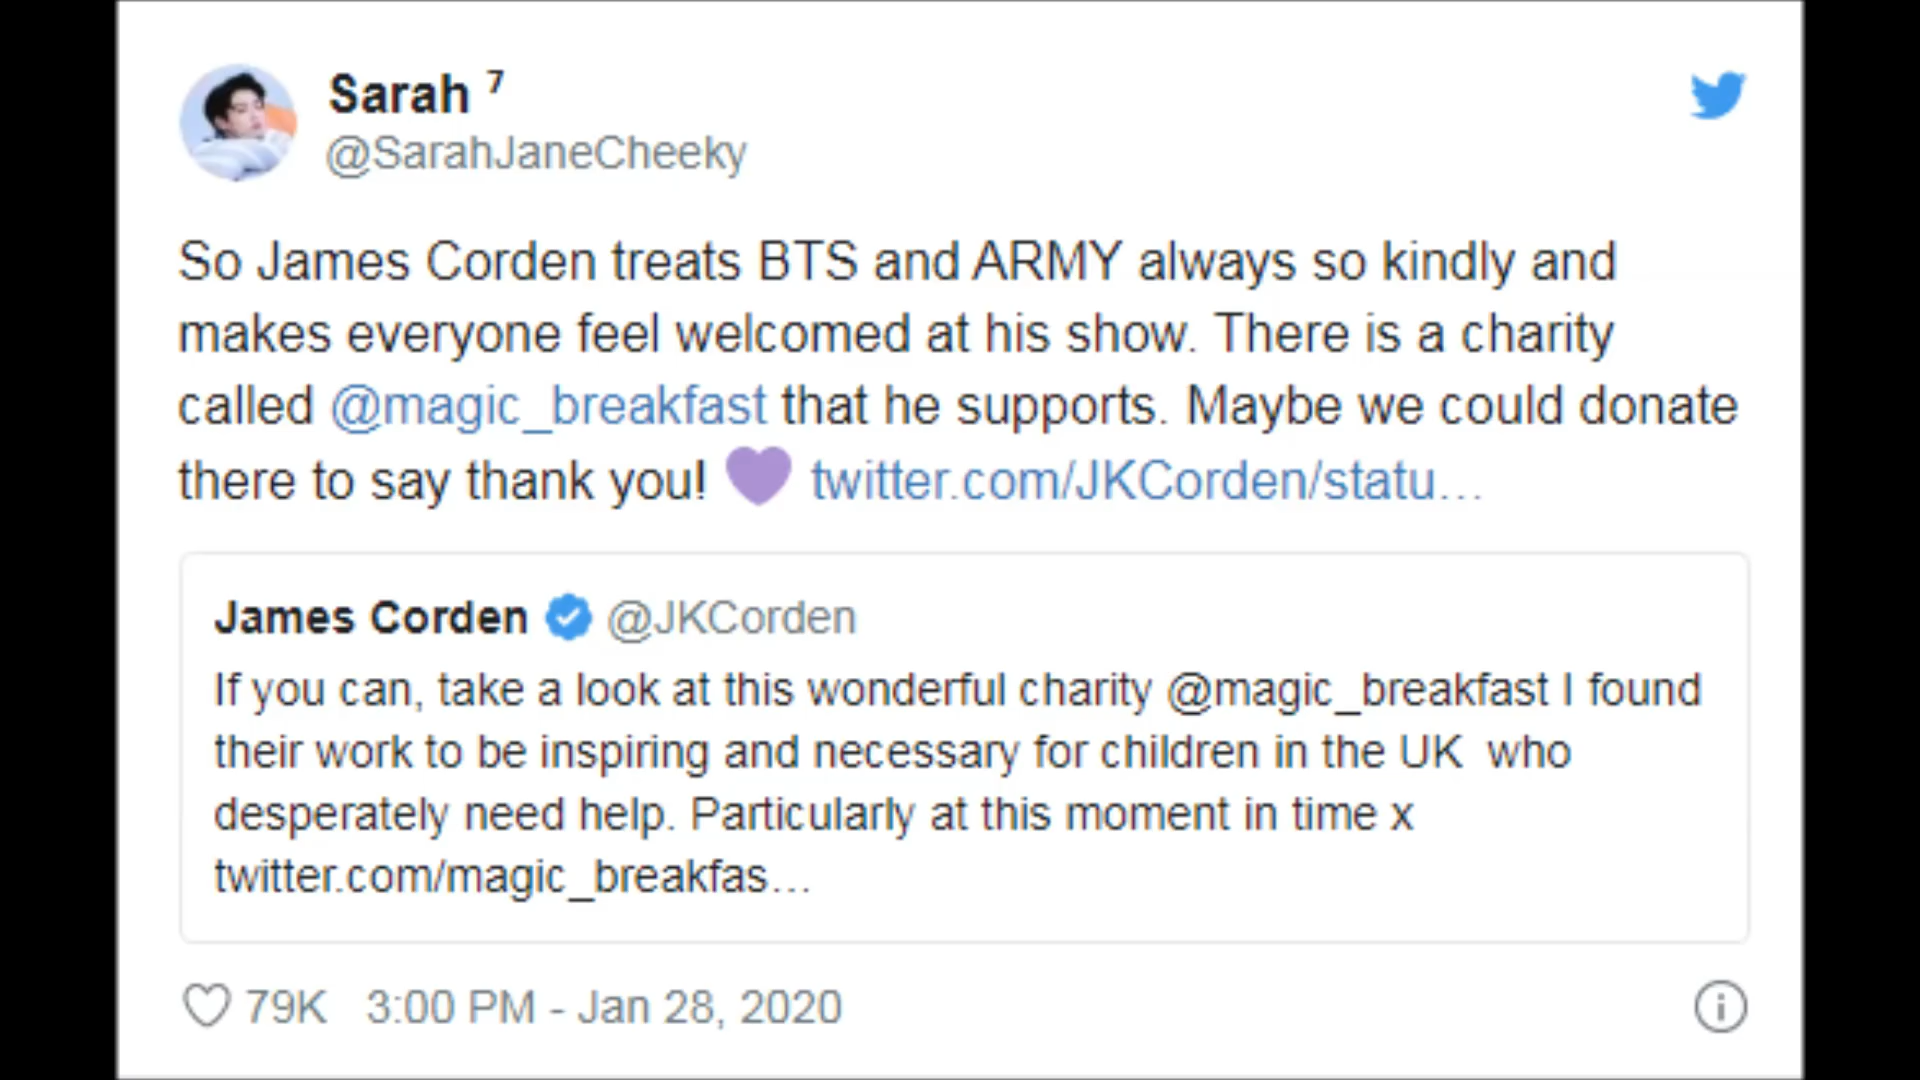 Sarah ⁷
@SarahJaneCheeky
So James Corden treats BTS and ARMY always so kindly and
makes everyone feel welcomed at his show. There is a charity
called @magic_breakfast that he supports. Maybe we could donate
there to say thank you! 💜 twitter.com/JKCorden/statu…
James Corden @JKCorden
If you can, take a look at this wonderful charity @magic_breakfast I found
their work to be inspiring and necessary for children in the UK  who
desperately need help. Particularly at this moment in time x
twitter.com/magic_breakfas…
79K 3:00 PM - Jan 28, 2020